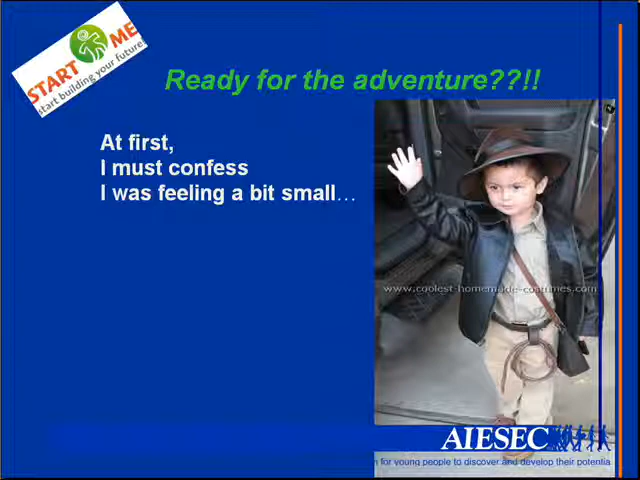 START ME
start building your future!
Ready for the adventure??!!
At first,
I must confess
I was feeling a bit small…
www.coolest-homemade-costumes.com
AIESEC
for young people to discover and develop their potentia